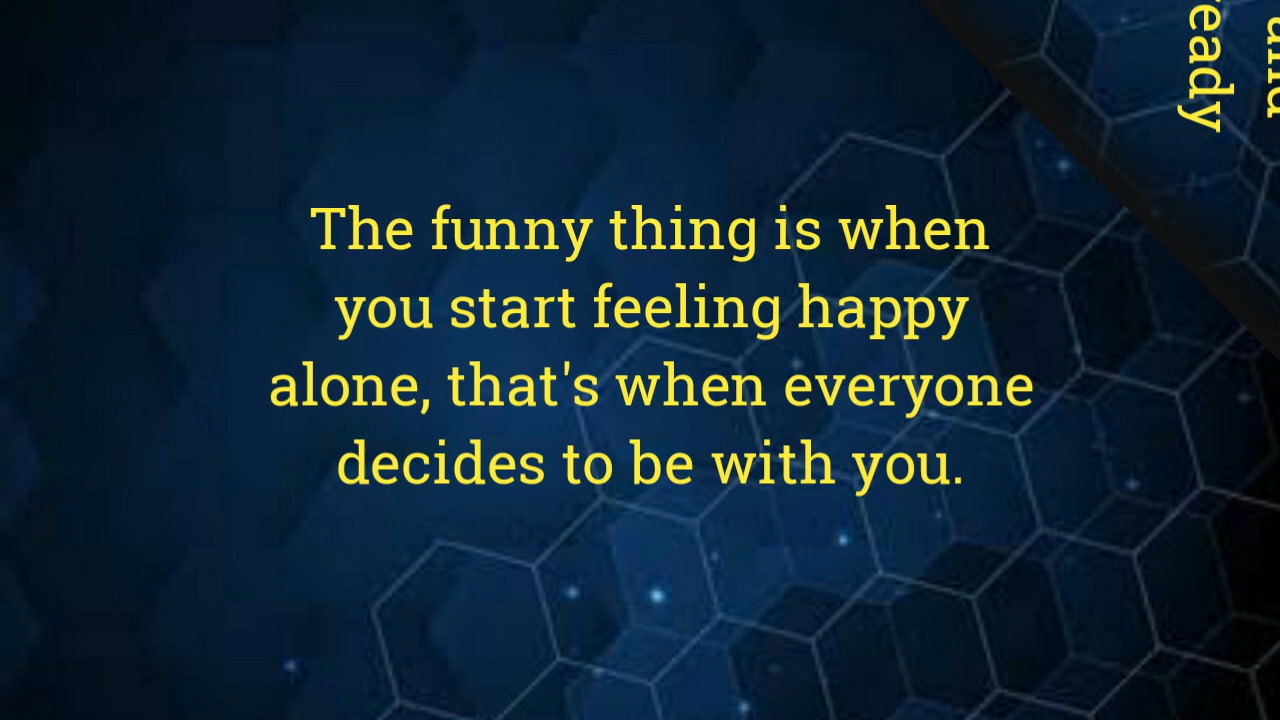 The funny thing is when
you start feeling happy
alone, that's when everyone
decides to be with you.